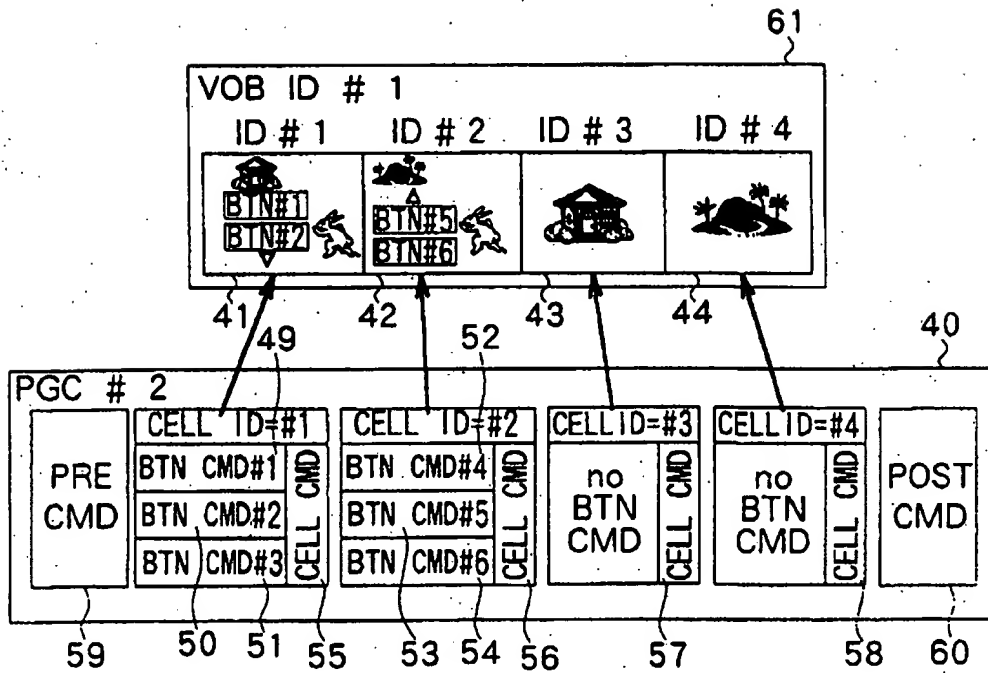 61
VOB ID # 1
ID # 1 ID # 2 ID # 3 ID # 4
BTN#1
BTN#2
BTN#5
BTN#6
41 42 43 44
49 52 40
PGC # 2
PRE
CMD
CELL ID=#1
BTN CMD#1
BTN CMD#2
BTN CMD#3
CELL CMD
CELL ID=#2
BTN CMD#4
BTN CMD#5
BTN CMD#6
CELL CMD
CELLID=#3
no
BTN
CMD
CELL CMD
CELLID=#4
no
BTN
CMD
CELL CMD
POST
CMD
59 50 51 55 53 54 56 57 58 60